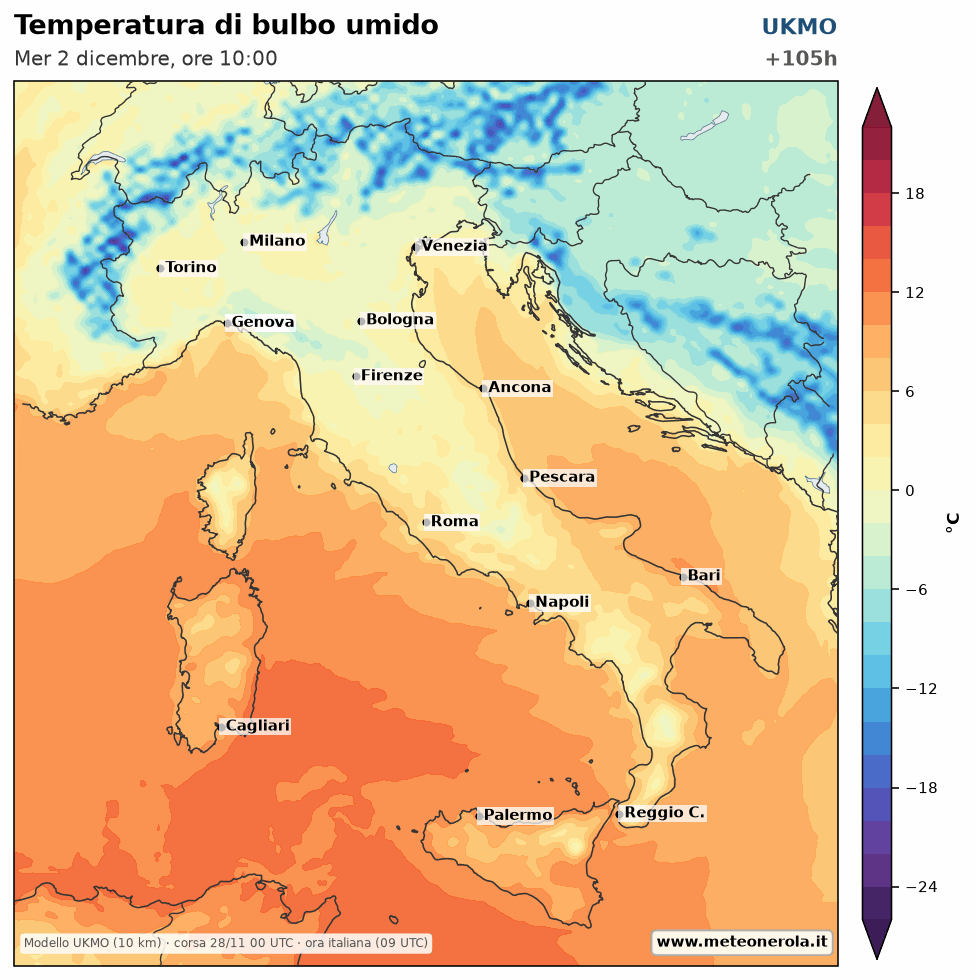 Temperatura di bulbo umido
UKMO
Mer 2 dicembre, ore 10:00
+105h
Milano
Venezia
Torino
Genova
Bologna
Firenze
Ancona
Pescara
Roma
Bari
Napoli
Cagliari
Palermo
Reggio C.
18
12
6
0
−6
−12
−18
−24
°C
Modello UKMO (10 km) · corsa 28/11 00 UTC · ora italiana (09 UTC)
www.meteonerola.it